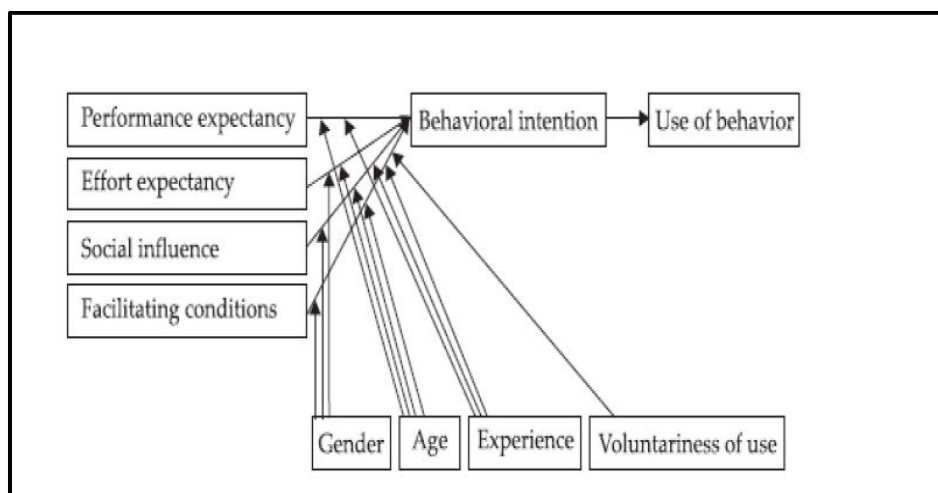 Performance expectancy
Behavioral intention
Use of behavior
Effort expectancy
Social influence
Facilitating conditions
Gender
Age
Experience
Voluntariness of use